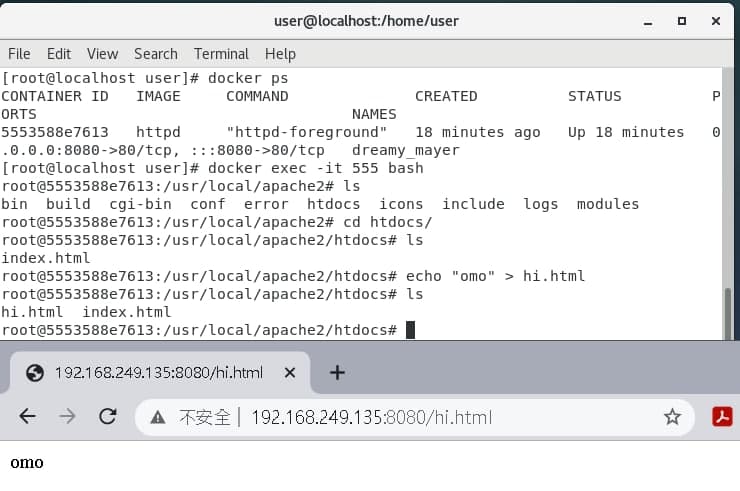 user@localhost:/home/user
File Edit View Search Terminal Help
[root@localhost user]# docker ps
CONTAINER ID   IMAGE     COMMAND              CREATED          STATUS          P
ORTS                                   NAMES
5553588e7613   httpd     "httpd-foreground"   18 minutes ago   Up 18 minutes   0
.0.0.0:8080->80/tcp, :::8080->80/tcp   dreamy_mayer
[root@localhost user]# docker exec -it 555 bash
root@5553588e7613:/usr/local/apache2# ls
bin  build  cgi-bin  conf  error  htdocs  icons  include  logs  modules
root@5553588e7613:/usr/local/apache2# cd htdocs/
root@5553588e7613:/usr/local/apache2/htdocs# ls
index.html
root@5553588e7613:/usr/local/apache2/htdocs# echo "omo" > hi.html
root@5553588e7613:/usr/local/apache2/htdocs# ls
hi.html  index.html
root@5553588e7613:/usr/local/apache2/htdocs#
192.168.249.135:8080/hi.html
不安全 | 192.168.249.135:8080/hi.html
omo